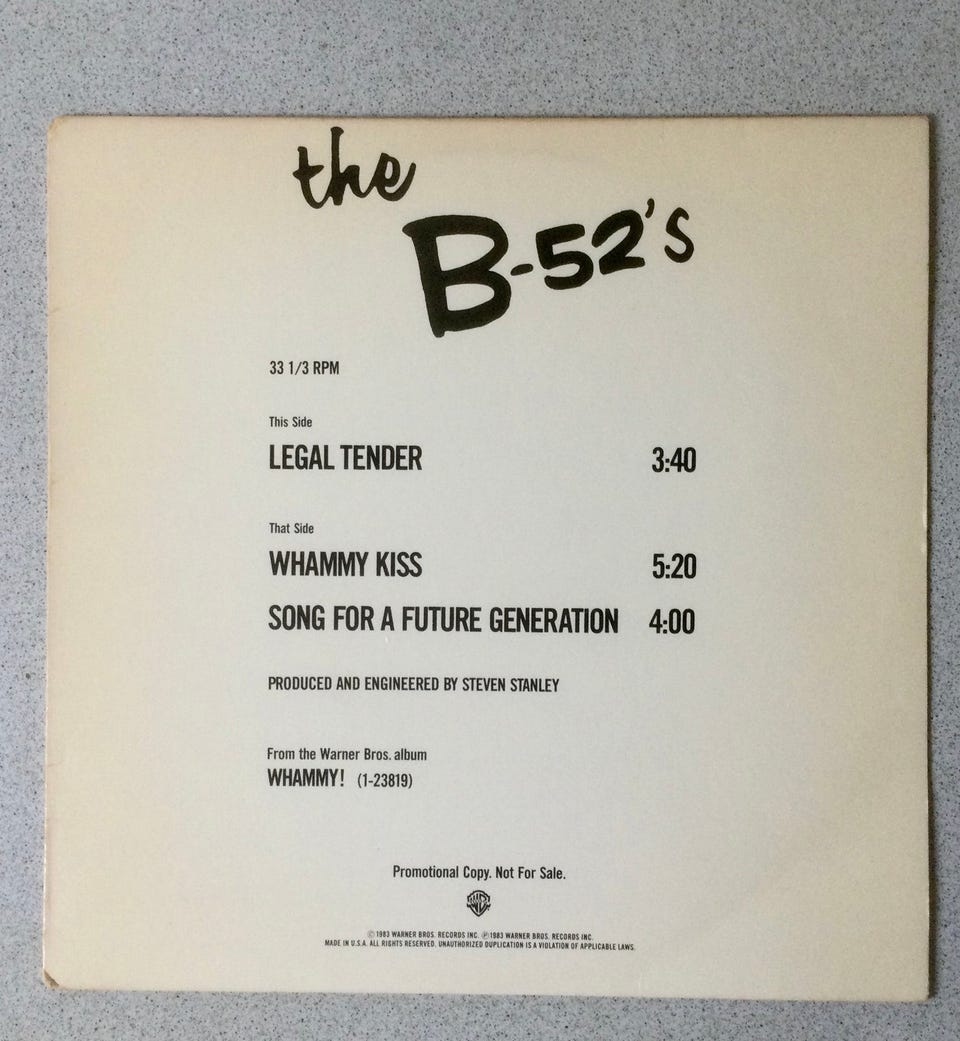 the
B-52's
33 1/3 RPM
This Side
LEGAL TENDER 3:40
That Side
WHAMMY KISS 5:20
SONG FOR A FUTURE GENERATION 4:00
PRODUCED AND ENGINEERED BY STEVEN STANLEY
From the Warner Bros. album
WHAMMY! (1-23819)
Promotional Copy. Not For Sale.
WB
©1983 WARNER BROS. RECORDS INC. ℗1983 WARNER BROS. RECORDS INC.
MADE IN U.S.A. ALL RIGHTS RESERVED. UNAUTHORIZED DUPLICATION IS A VIOLATION OF APPLICABLE LAWS.